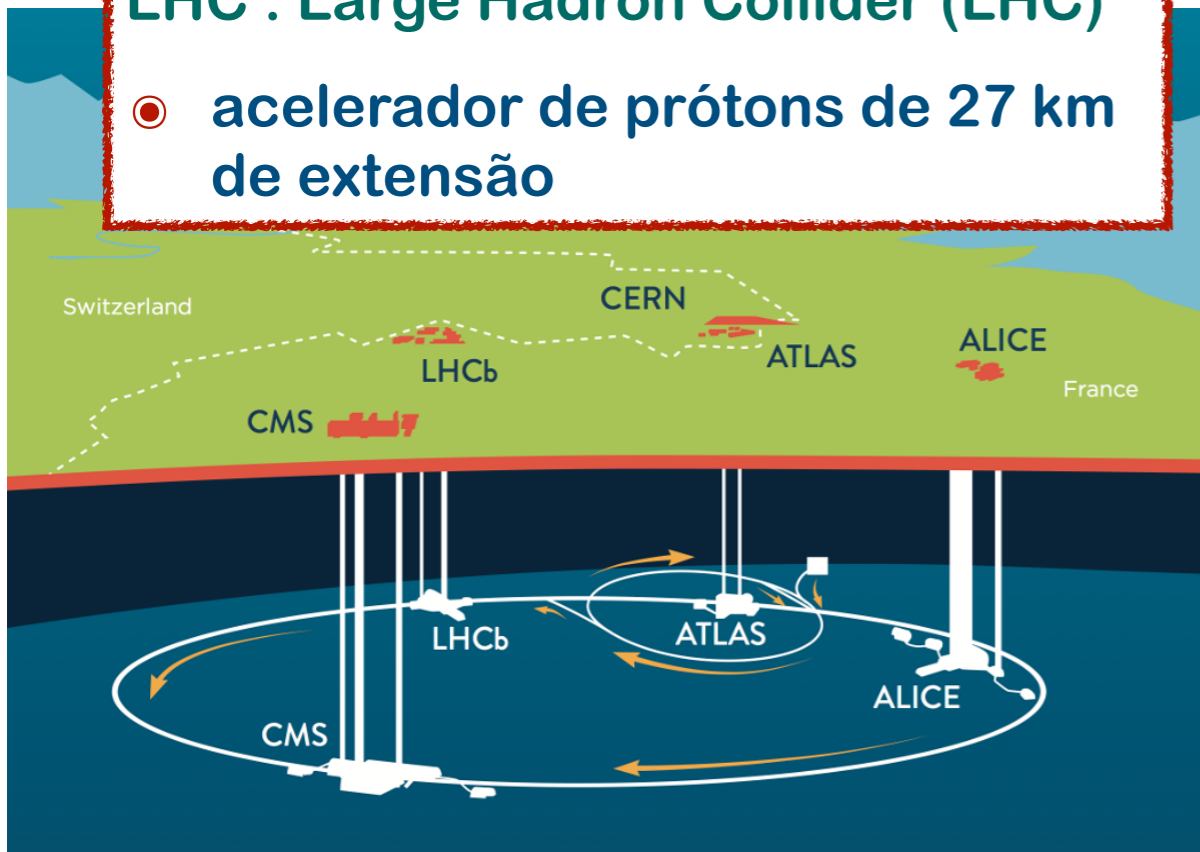 LHC : Large Hadron Collider (LHC)
acelerador de prótons de 27 km
de extensão
Switzerland
CERN
LHCb
ATLAS
ALICE
France
CMS
LHCb
ATLAS
ALICE
CMS